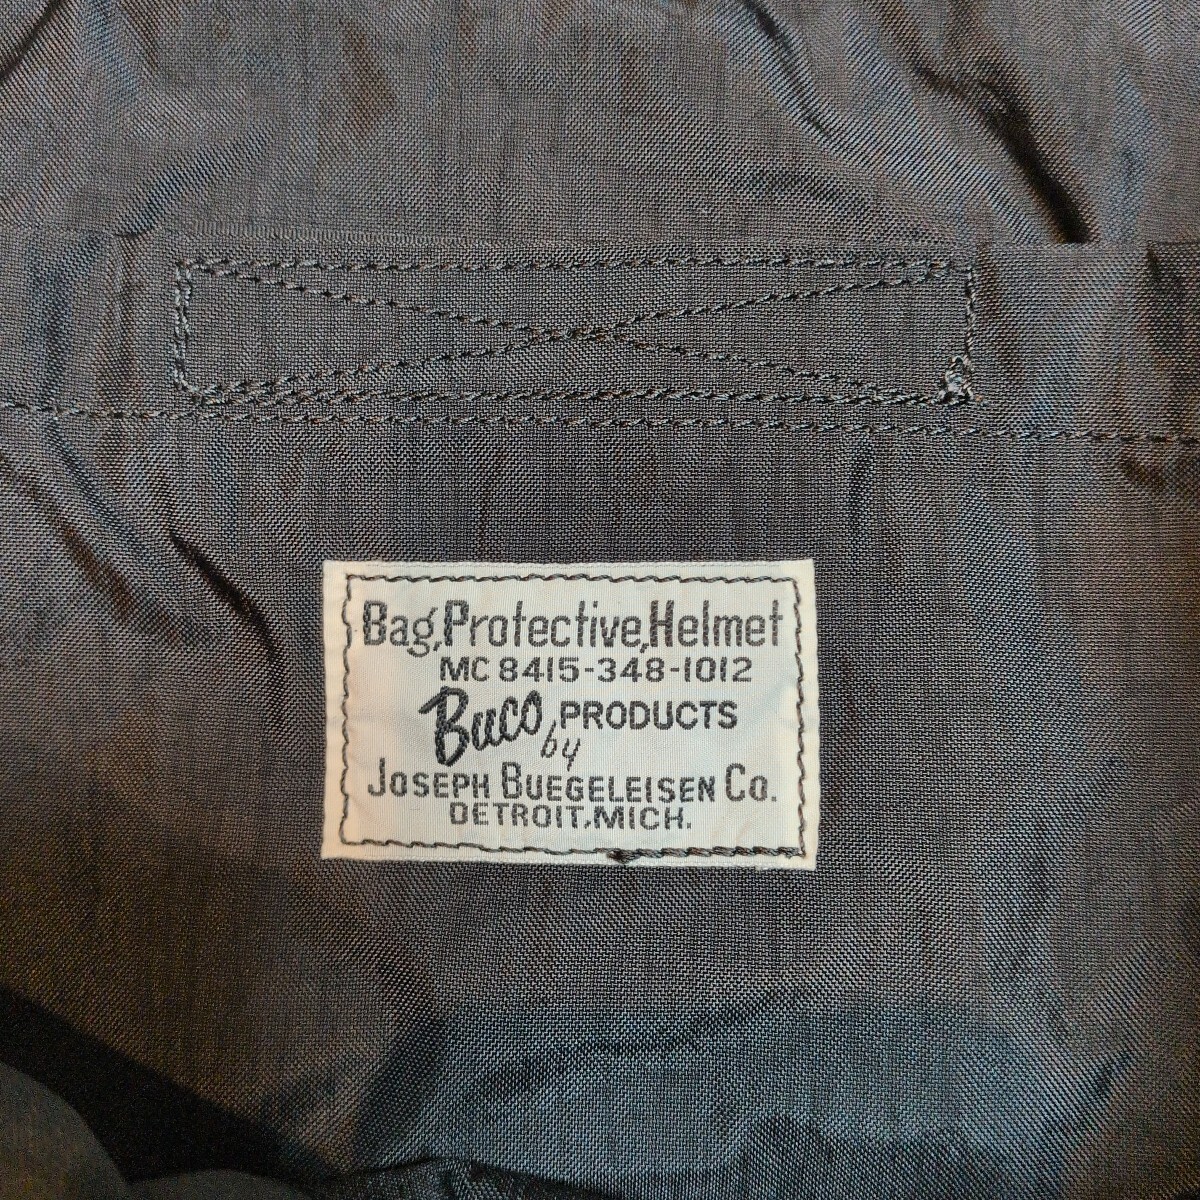 Bag, Protective, Helmet
MC 8415-348-1012
Buco PRODUCTS
by
JOSEPH BUEGELEISEN CO.
DETROIT, MICH.